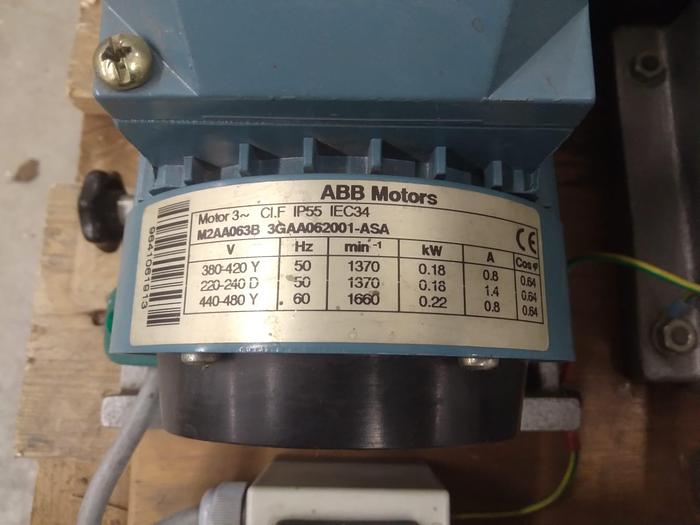 ABB Motors
Motor 3~ Cl.F IP55 IEC34
M2AA063B 3GAA062001-ASA
CE
V Hz min⁻¹ kW A Cos φ
380-420 Y 50 1370 0.18 0.8 0.64
220-240 D 50 1370 0.18 1.4 0.64
440-480 Y 60 1660 0.22 0.8 0.64
9641061913